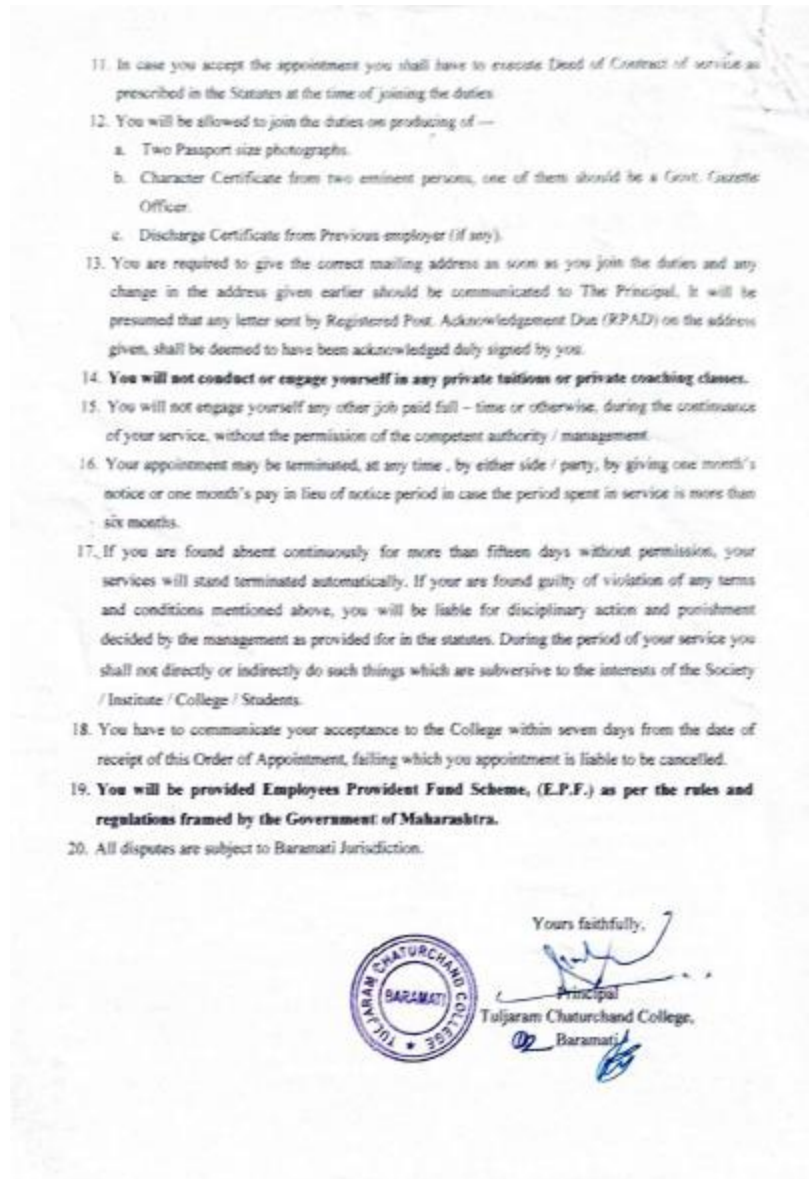 11. In case you accept the appointment you shall have to execute Deed of Contract of service as
prescribed in the Statutes at the time of joining the duties
12. You will be allowed to join the duties on producing of —
a. Two Passport size photographs.
b. Character Certificate from two eminent persons, one of them should be a Govt. Gazette
Officer.
c. Discharge Certificate from Previous employer (if any).
13. You are required to give the correct mailing address as soon as you join the duties and any
change in the address given earlier should be communicated to The Principal. It will be
presumed that any letter sent by Registered Post. Acknowledgement Due (RPAD) on the address
given, shall be deemed to have been acknowledged duly signed by you.
14. You will not conduct or engage yourself in any private tuitions or private coaching classes.
15. You will not engage yourself any other job paid full – time or otherwise, during the continuance
of your service, without the permission of the competent authority / management.
16. Your appointment may be terminated, at any time , by either side / party, by giving one month's
notice or one month's pay in lieu of notice period in case the period spent in service is more than
six months.
17. If you are found absent continuously for more than fifteen days without permission, your
services will stand terminated automatically. If your are found guilty of violation of any terms
and conditions mentioned above, you will be liable for disciplinary action and punishment
decided by the management as provided for in the statutes. During the period of your service you
shall not directly or indirectly do such things which are subversive to the interests of the Society
/ Institute / College / Students.
18. You have to communicate your acceptance to the College within seven days from the date of
receipt of this Order of Appointment, failing which you appointment is liable to be cancelled.
19. You will be provided Employees Provident Fund Scheme, (E.P.F.) as per the rules and
regulations framed by the Government of Maharashtra.
20. All disputes are subject to Baramati Jurisdiction.
Yours faithfully,
Principal
Tuljaram Chaturchand College,
Baramati
TULJARAM CHATURCHAND COLLEGE
BARAMATI